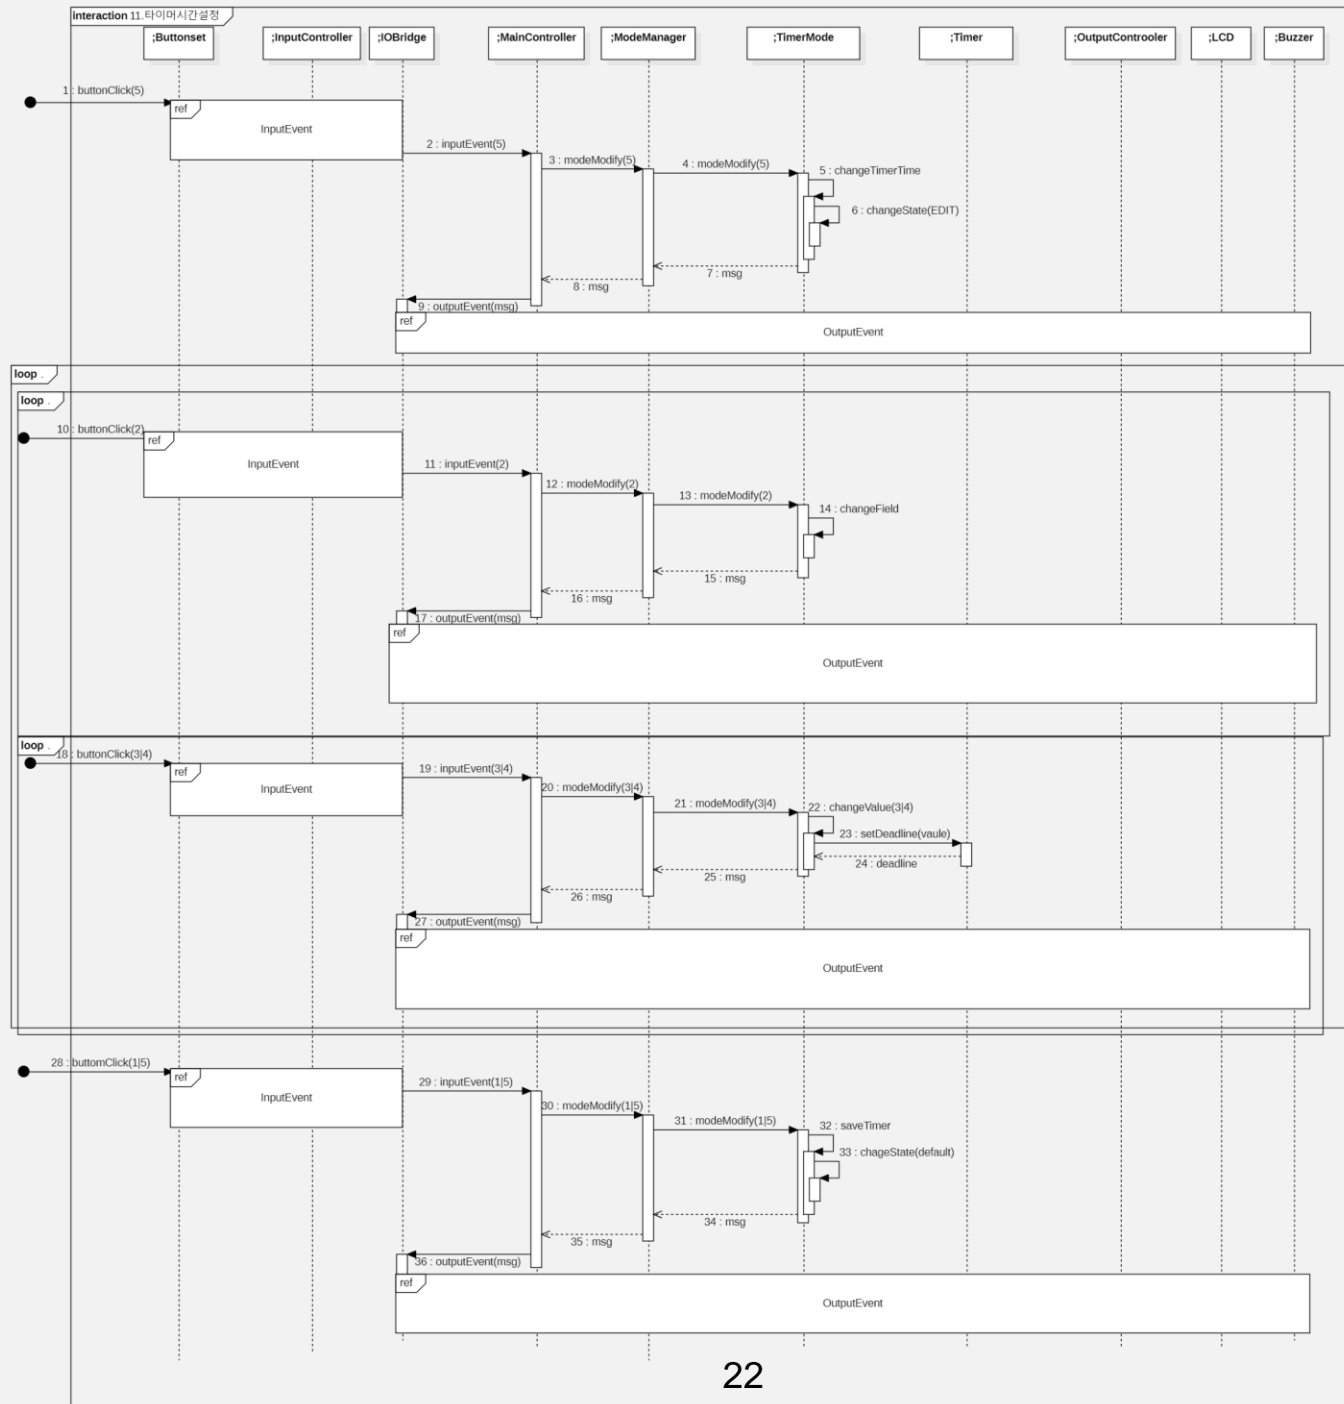 interaction 11.타이머시간설정
;Buttonset
;InputController
;IOBridge
;MainController
;ModeManager
;TimerMode
;Timer
;OutputControoler
;LCD
;Buzzer
1 : buttonClick(5)
ref
InputEvent
2 : inputEvent(5)
3 : modeModify(5)
4 : modeModify(5)
5 : changeTimerTime
6 : changeState(EDIT)
7 : msg
8 : msg
9 : outputEvent(msg)
ref
OutputEvent
loop .
loop .
10 : buttonClick(2)
ref
InputEvent
11 : inputEvent(2)
12 : modeModify(2)
13 : modeModify(2)
14 : changeField
15 : msg
16 : msg
17 : outputEvent(msg)
ref
OutputEvent
loop .
18 : buttonClick(3|4)
ref
InputEvent
19 : inputEvent(3|4)
20 : modeModify(3|4)
21 : modeModify(3|4)
22 : changeValue(3|4)
23 : setDeadline(vaule)
24 : deadline
25 : msg
26 : msg
27 : outputEvent(msg)
ref
OutputEvent
28 : buttomClick(1|5)
ref
InputEvent
29 : inputEvent(1|5)
30 : modeModify(1|5)
31 : modeModify(1|5)
32 : saveTimer
33 : chageState(default)
34 : msg
35 : msg
36 : outputEvent(msg)
ref
OutputEvent
22